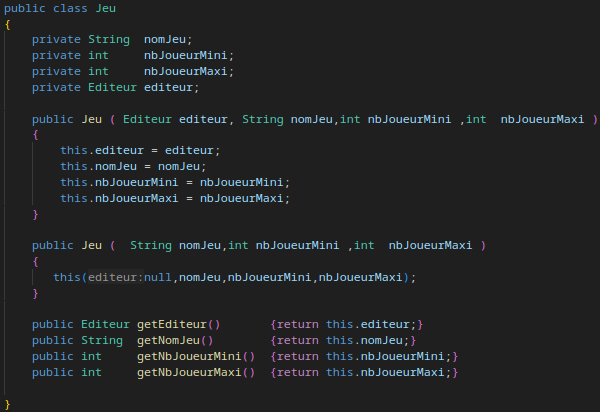 public class Jeu
{
    private String  nomJeu;
    private int     nbJoueurMini;
    private int     nbJoueurMaxi;
    private Editeur editeur;

    public Jeu ( Editeur editeur, String nomJeu,int nbJoueurMini ,int  nbJoueurMaxi )
    {
        this.editeur = editeur;
        this.nomJeu = nomJeu;
        this.nbJoueurMini = nbJoueurMini;
        this.nbJoueurMaxi = nbJoueurMaxi;
    }

    public Jeu (  String nomJeu,int nbJoueurMini ,int  nbJoueurMaxi )
    {
       this(editeur:null,nomJeu,nbJoueurMini,nbJoueurMaxi);
    }

    public Editeur getEditeur()       {return this.editeur;}
    public String  getNomJeu()        {return this.nomJeu;}
    public int     getNbJoueurMini()  {return this.nbJoueurMini;}
    public int     getNbJoueurMaxi()  {return this.nbJoueurMaxi;}

}